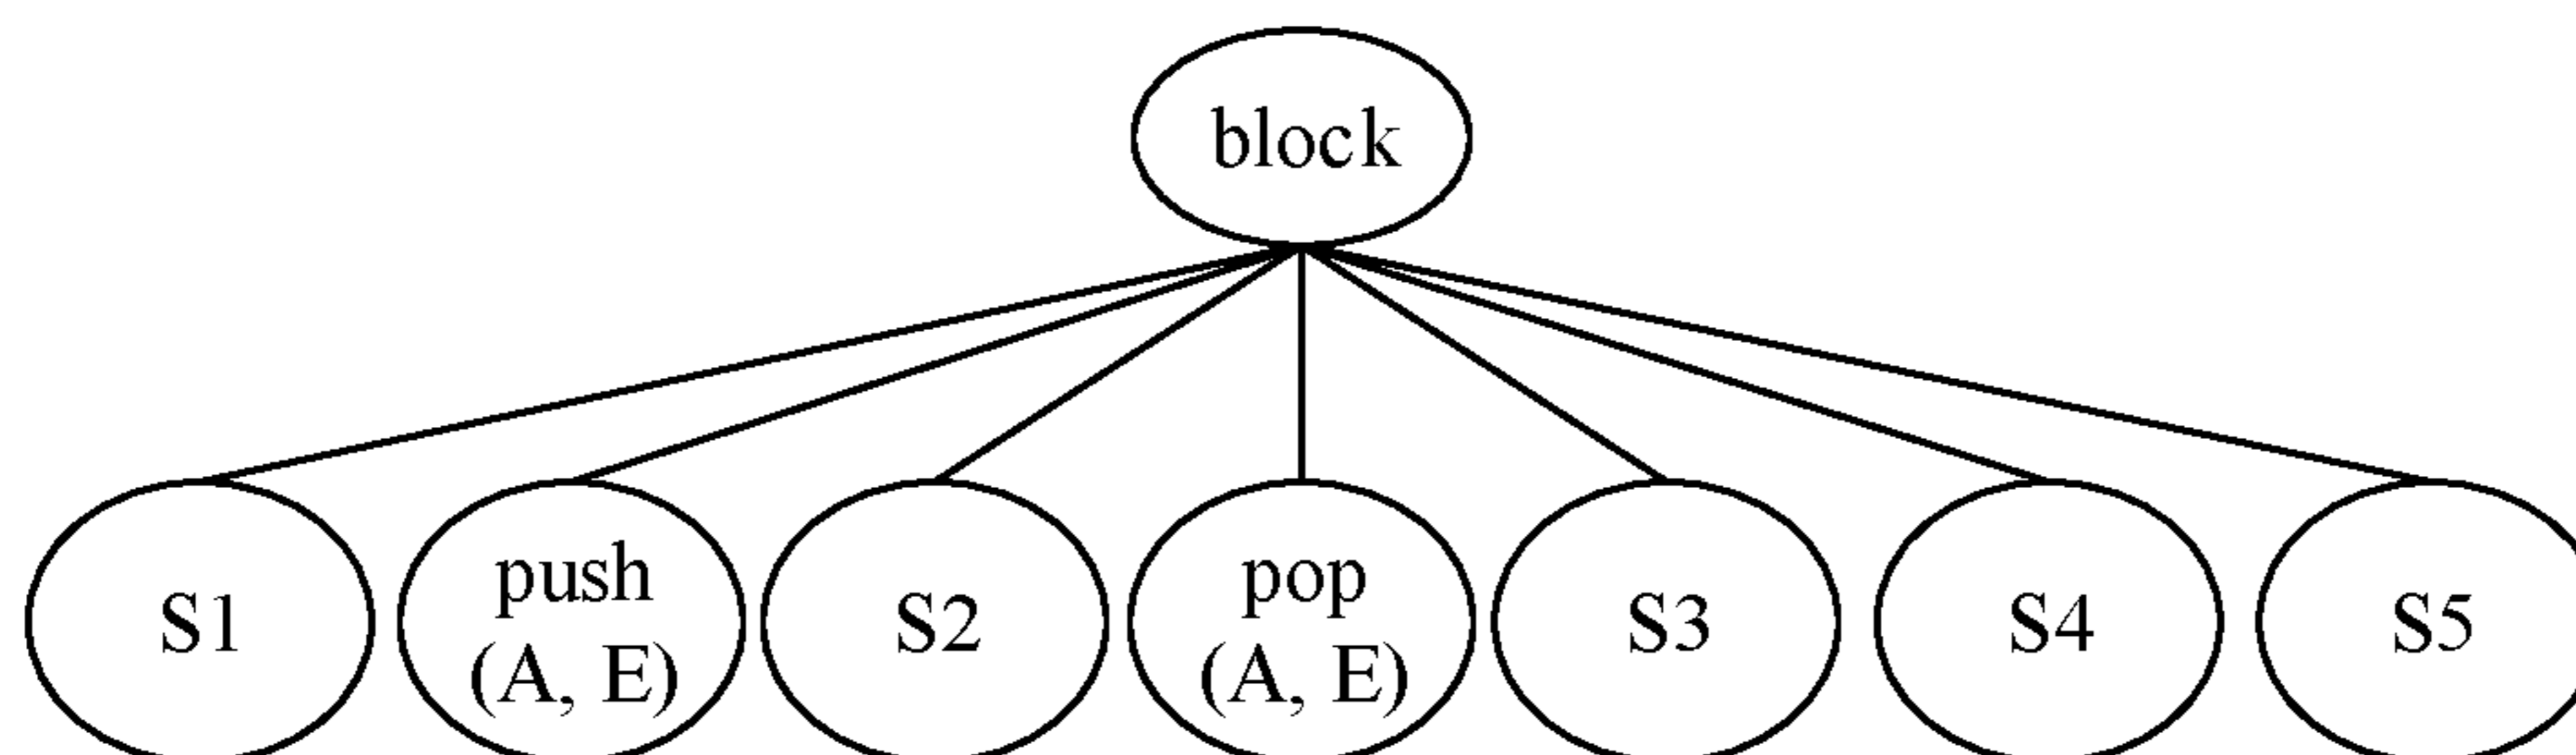 block
S1
push
(A, E)
S2
pop
(A, E)
S3
S4
S5